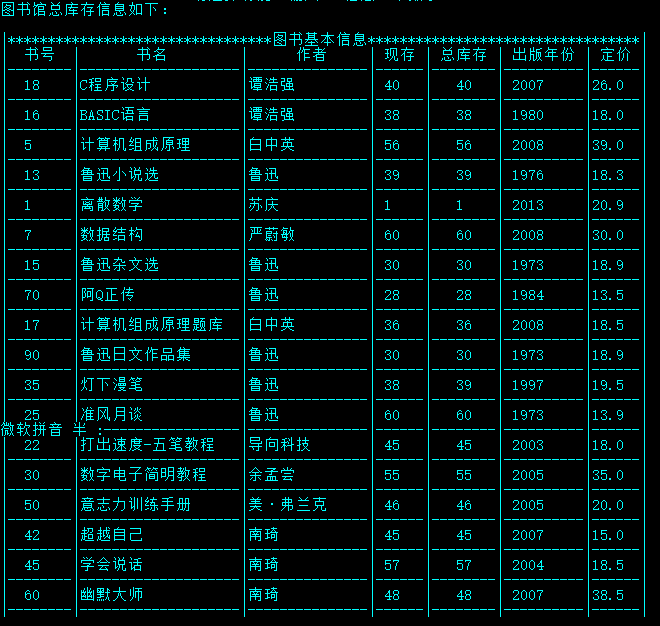 图书馆总库存信息如下：
*********************************图书基本信息**********************************
书号 书名 作者 现存 总库存 出版年份 定价
18 C程序设计 谭浩强 40 40 2007 26.0
16 BASIC语言 谭浩强 38 38 1980 18.0
5 计算机组成原理 白中英 56 56 2008 39.0
13 鲁迅小说选 鲁迅 39 39 1976 18.3
1 离散数学 苏庆 1 1 2013 20.9
7 数据结构 严蔚敏 60 60 2008 30.0
15 鲁迅杂文选 鲁迅 30 30 1973 18.9
70 阿Q正传 鲁迅 28 28 1984 13.5
17 计算机组成原理题库 白中英 36 36 2008 18.5
90 鲁迅日文作品集 鲁迅 30 30 1973 18.9
35 灯下漫笔 鲁迅 38 39 1997 19.5
25 准风月谈 鲁迅 60 60 1973 13.9
微软拼音 半 :
22 打出速度-五笔教程 导向科技 45 45 2003 18.0
30 数字电子简明教程 余孟尝 55 55 2005 35.0
50 意志力训练手册 美·弗兰克 46 46 2005 20.0
42 超越自己 南琦 45 45 2007 15.0
45 学会说话 南琦 57 57 2004 18.5
60 幽默大师 南琦 48 48 2007 38.5